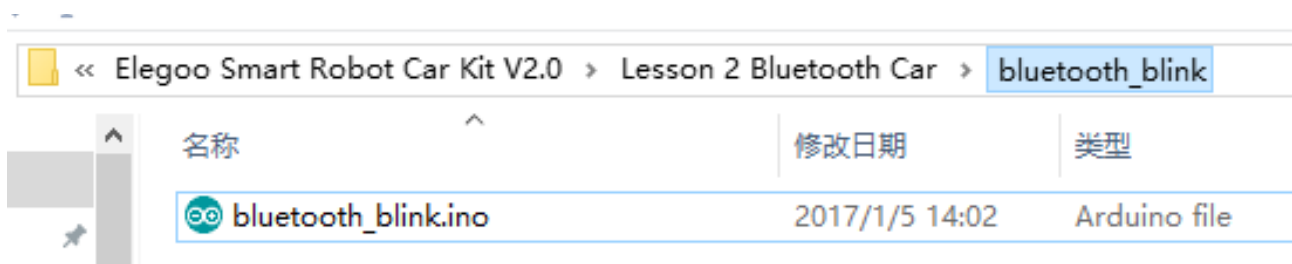 « Elegoo Smart Robot Car Kit V2.0 › Lesson 2 Bluetooth Car › bluetooth_blink
名称 修改日期 类型
bluetooth_blink.ino 2017/1/5 14:02 Arduino file